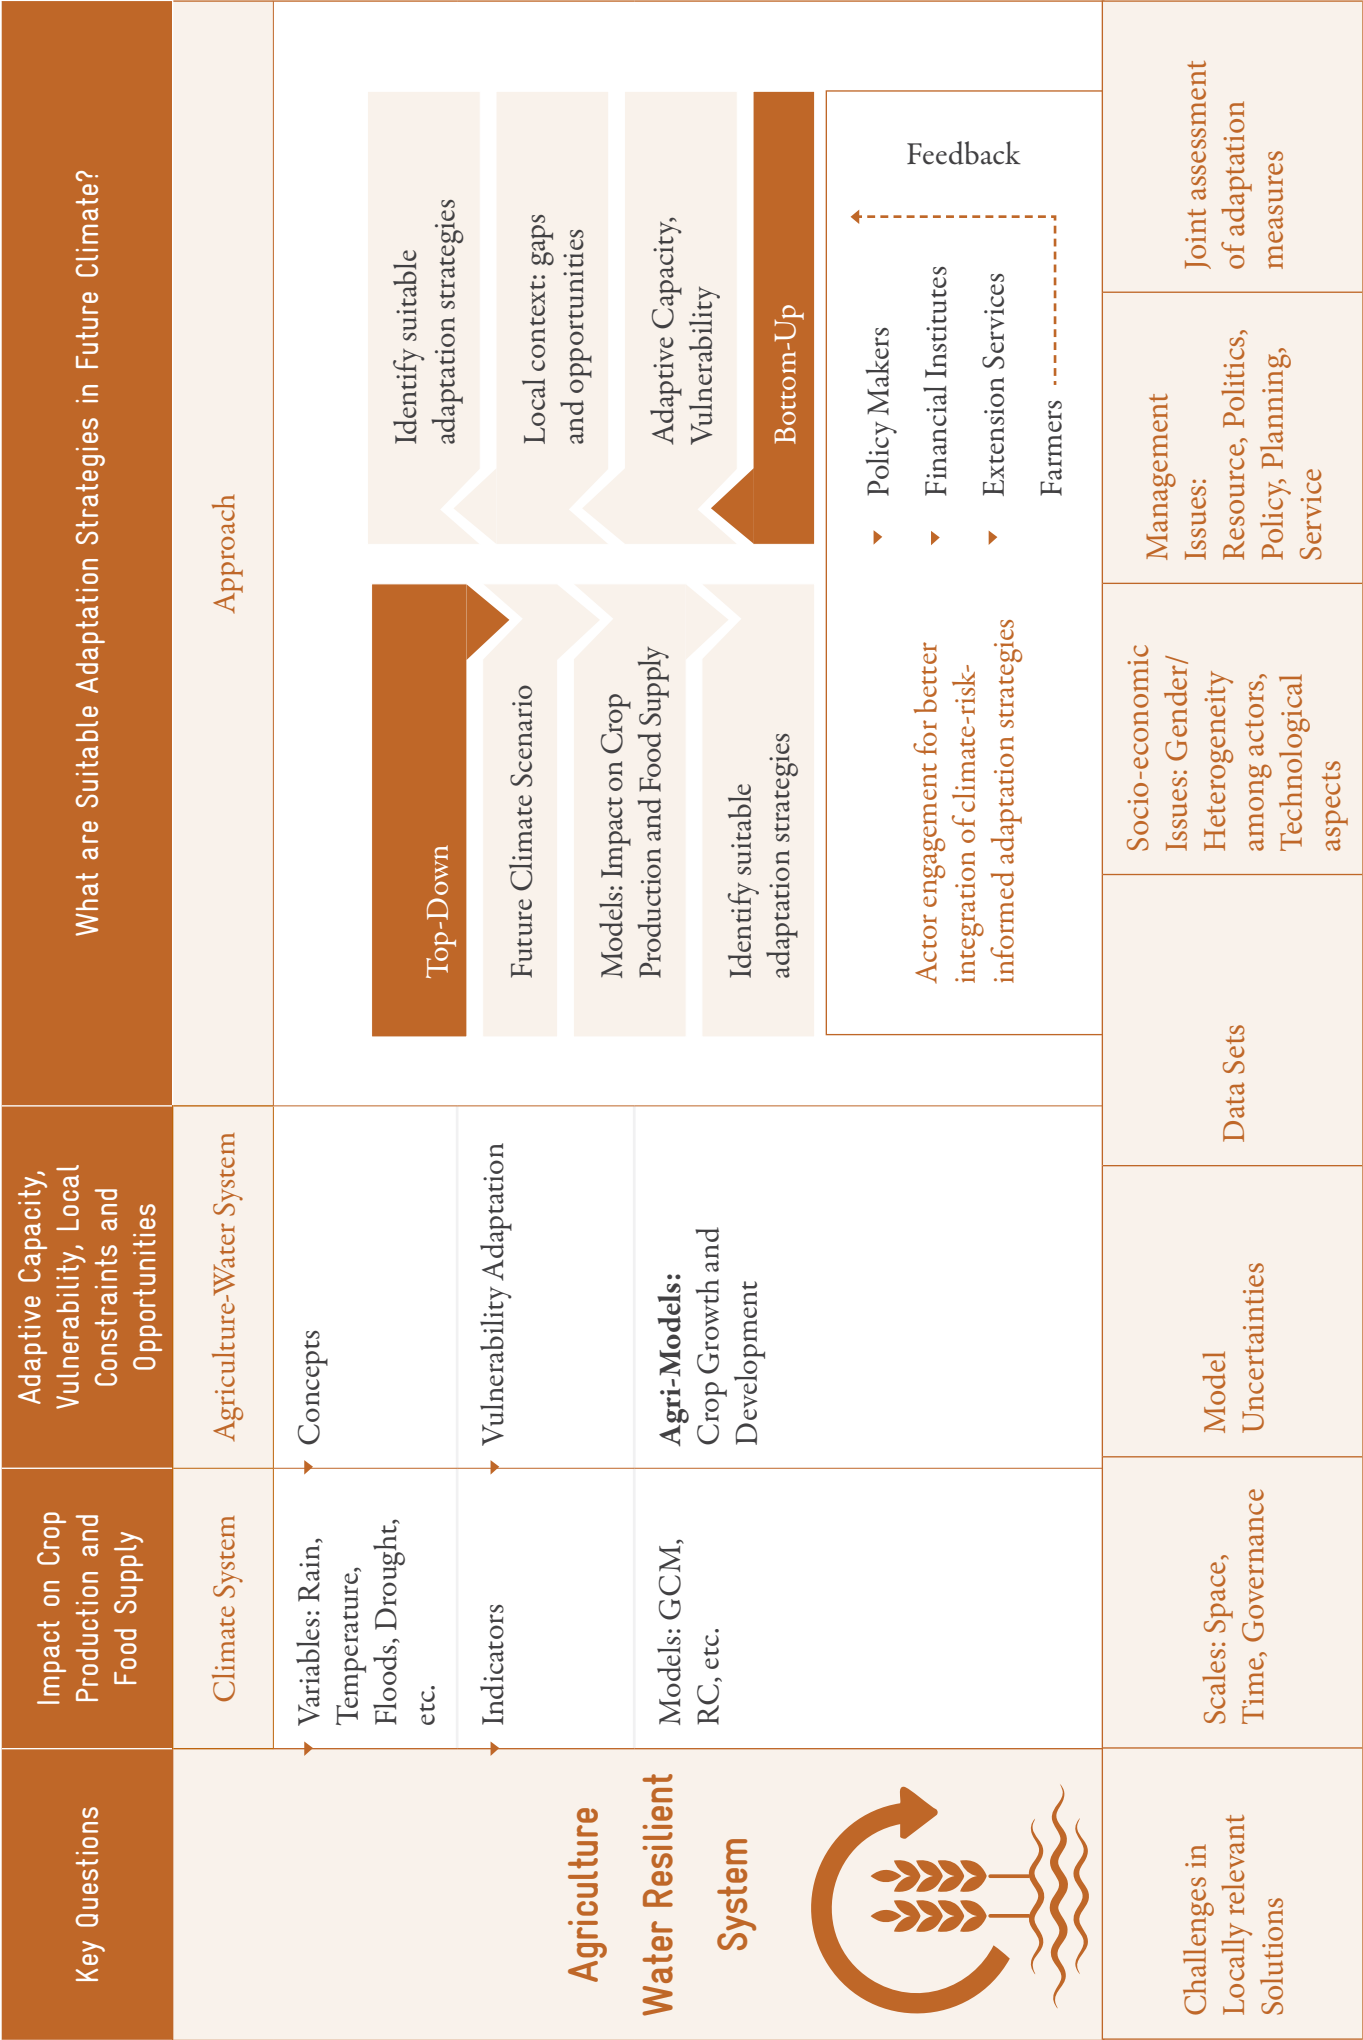 Key Questions
Impact on Crop
Production and
Food Supply
Adaptive Capacity,
Vulnerability, Local
Constraints and
Opportunities
What are Suitable Adaptation Strategies in Future Climate?
Agriculture
Water Resilient
System
Climate System
Variables: Rain,
Temperature,
Floods, Drought,
etc.
Indicators
Models: GCM,
RC, etc.
Agriculture-Water System
Concepts
Vulnerability Adaptation
Agri-Models:
Crop Growth and
Development
Approach
Top-Down
Future Climate Scenario
Models: Impact on Crop
Production and Food Supply
Identify suitable
adaptation strategies
Identify suitable
adaptation strategies
Local context: gaps
and opportunities
Adaptive Capacity,
Vulnerability
Bottom-Up
Actor engagement for better
integration of climate-risk-
informed adaptation strategies
Policy Makers
Financial Institutes
Extension Services
Farmers
Feedback
Challenges in
Locally relevant
Solutions
Scales: Space,
Time, Governance
Model
Uncertainties
Data Sets
Socio-economic
Issues: Gender/
Heterogeneity
among actors,
Technological
aspects
Management
Issues:
Resource, Politics,
Policy, Planning,
Service
Joint assessment
of adaptation
measures